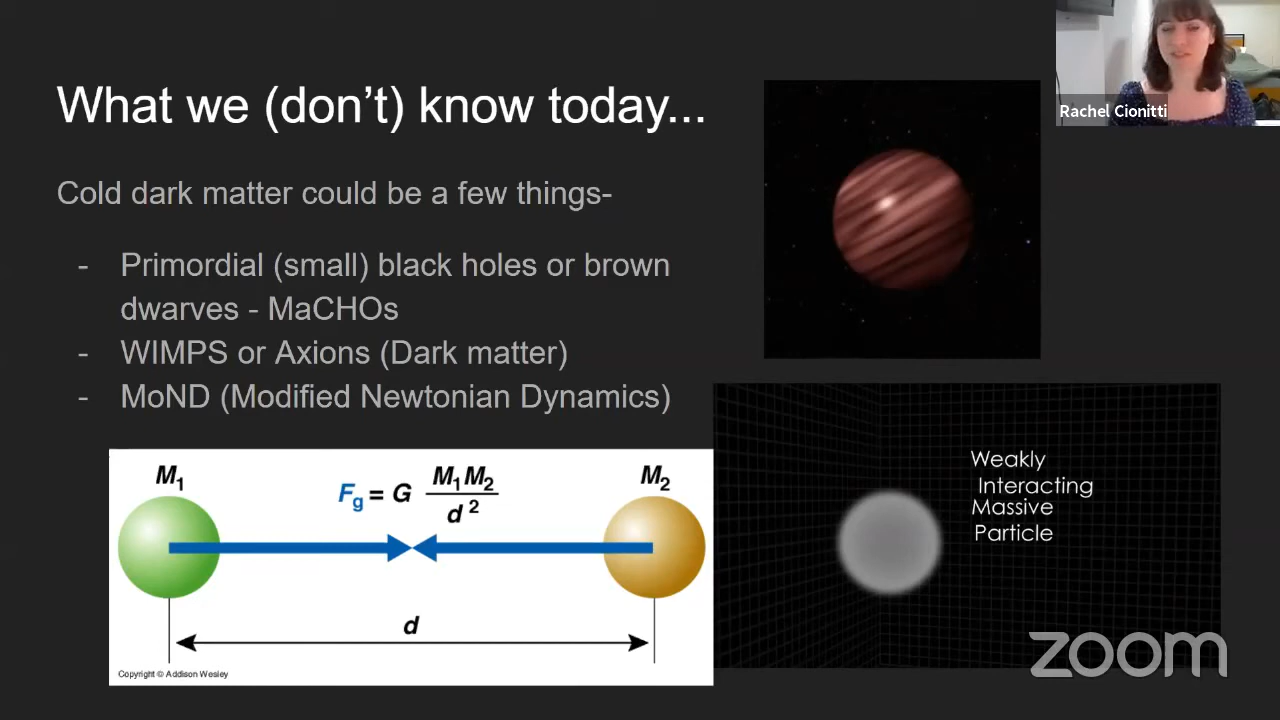 What we (don’t) know today...
Cold dark matter could be a few things-
- Primordial (small) black holes or brown
dwarves - MaCHOs
- WIMPS or Axions (Dark matter)
- MoND (Modified Newtonian Dynamics)
Rachel Cionitti
M1
Fg = G M1M2 / d 2
M2
d
Copyright © Addison Wesley
Weakly
Interacting
Massive
Particle
zoom